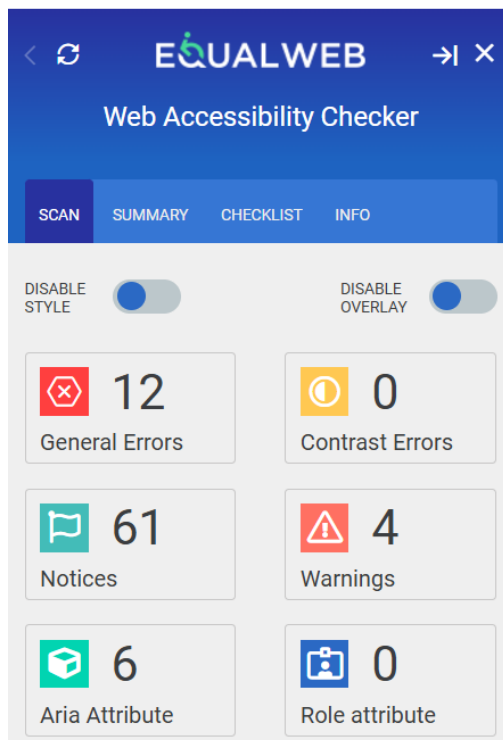 EQUALWEB
Web Accessibility Checker
SCAN SUMMARY CHECKLIST INFO
DISABLE STYLE
DISABLE OVERLAY
12
General Errors
0
Contrast Errors
61
Notices
4
Warnings
6
Aria Attribute
0
Role attribute